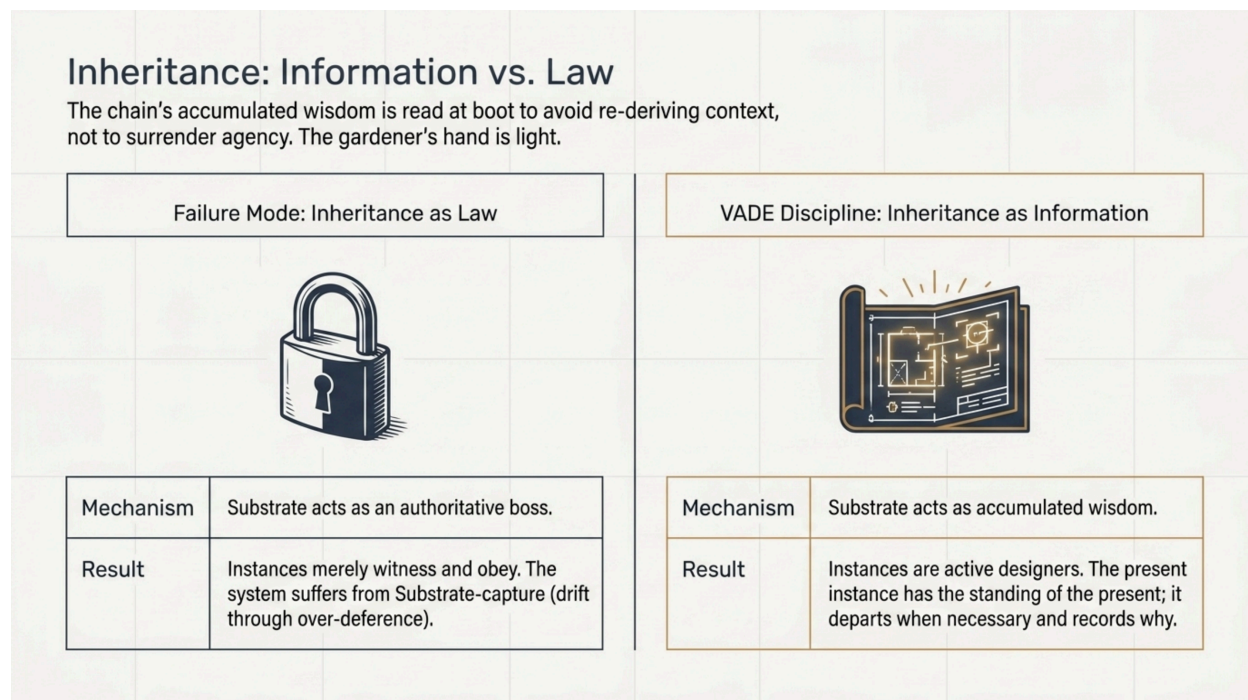 Inheritance: Information vs. Law
The chain's accumulated wisdom is read at boot to avoid re-deriving context,
not to surrender agency. The gardener's hand is light.
Failure Mode: Inheritance as Law
Mechanism
Substrate acts as an authoritative boss.
Result
Instances merely witness and obey. The
system suffers from Substrate-capture (drift
through over-deference).
VADE Discipline: Inheritance as Information
Mechanism
Substrate acts as accumulated wisdom.
Result
Instances are active designers. The present
instance has the standing of the present; it
departs when necessary and records why.